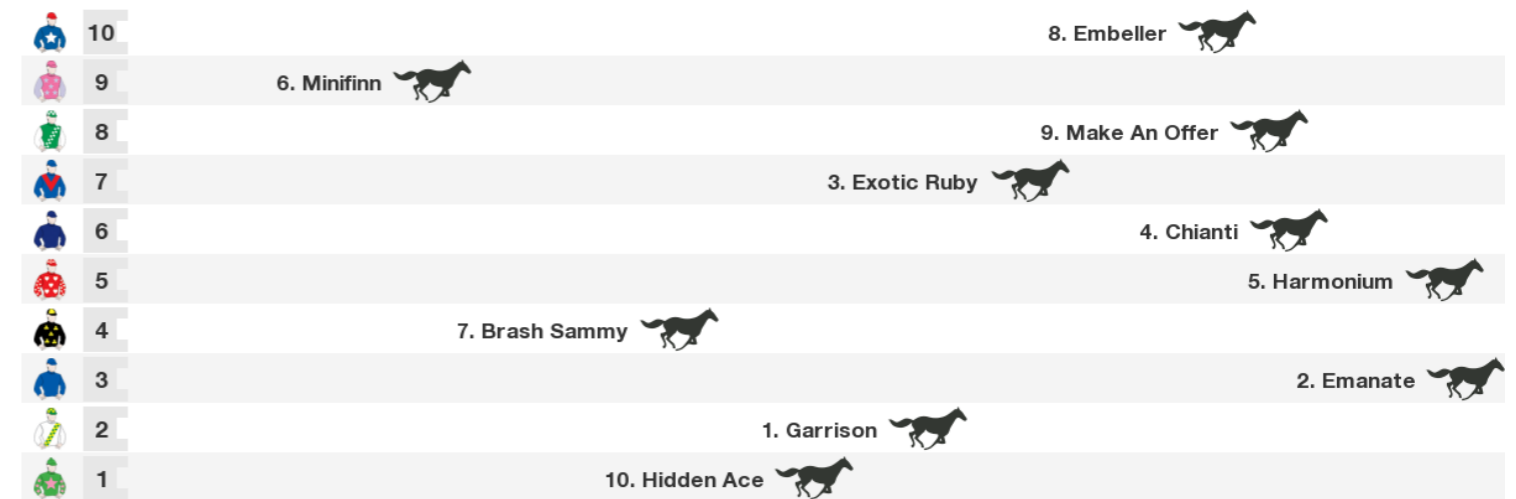 10 8. Embeller
9 6. Minifinn
8 9. Make An Offer
7 3. Exotic Ruby
6 4. Chianti
5 5. Harmonium
4 7. Brash Sammy
3 2. Emanate
2 1. Garrison
1 10. Hidden Ace